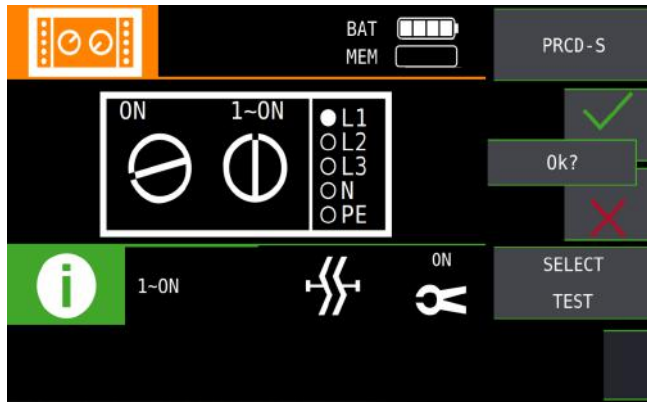 BAT
MEM
PRCD-S
ON 1~ON
L1
L2
L3
N
PE
Ok?
i
1~ON
ON
SELECT
TEST